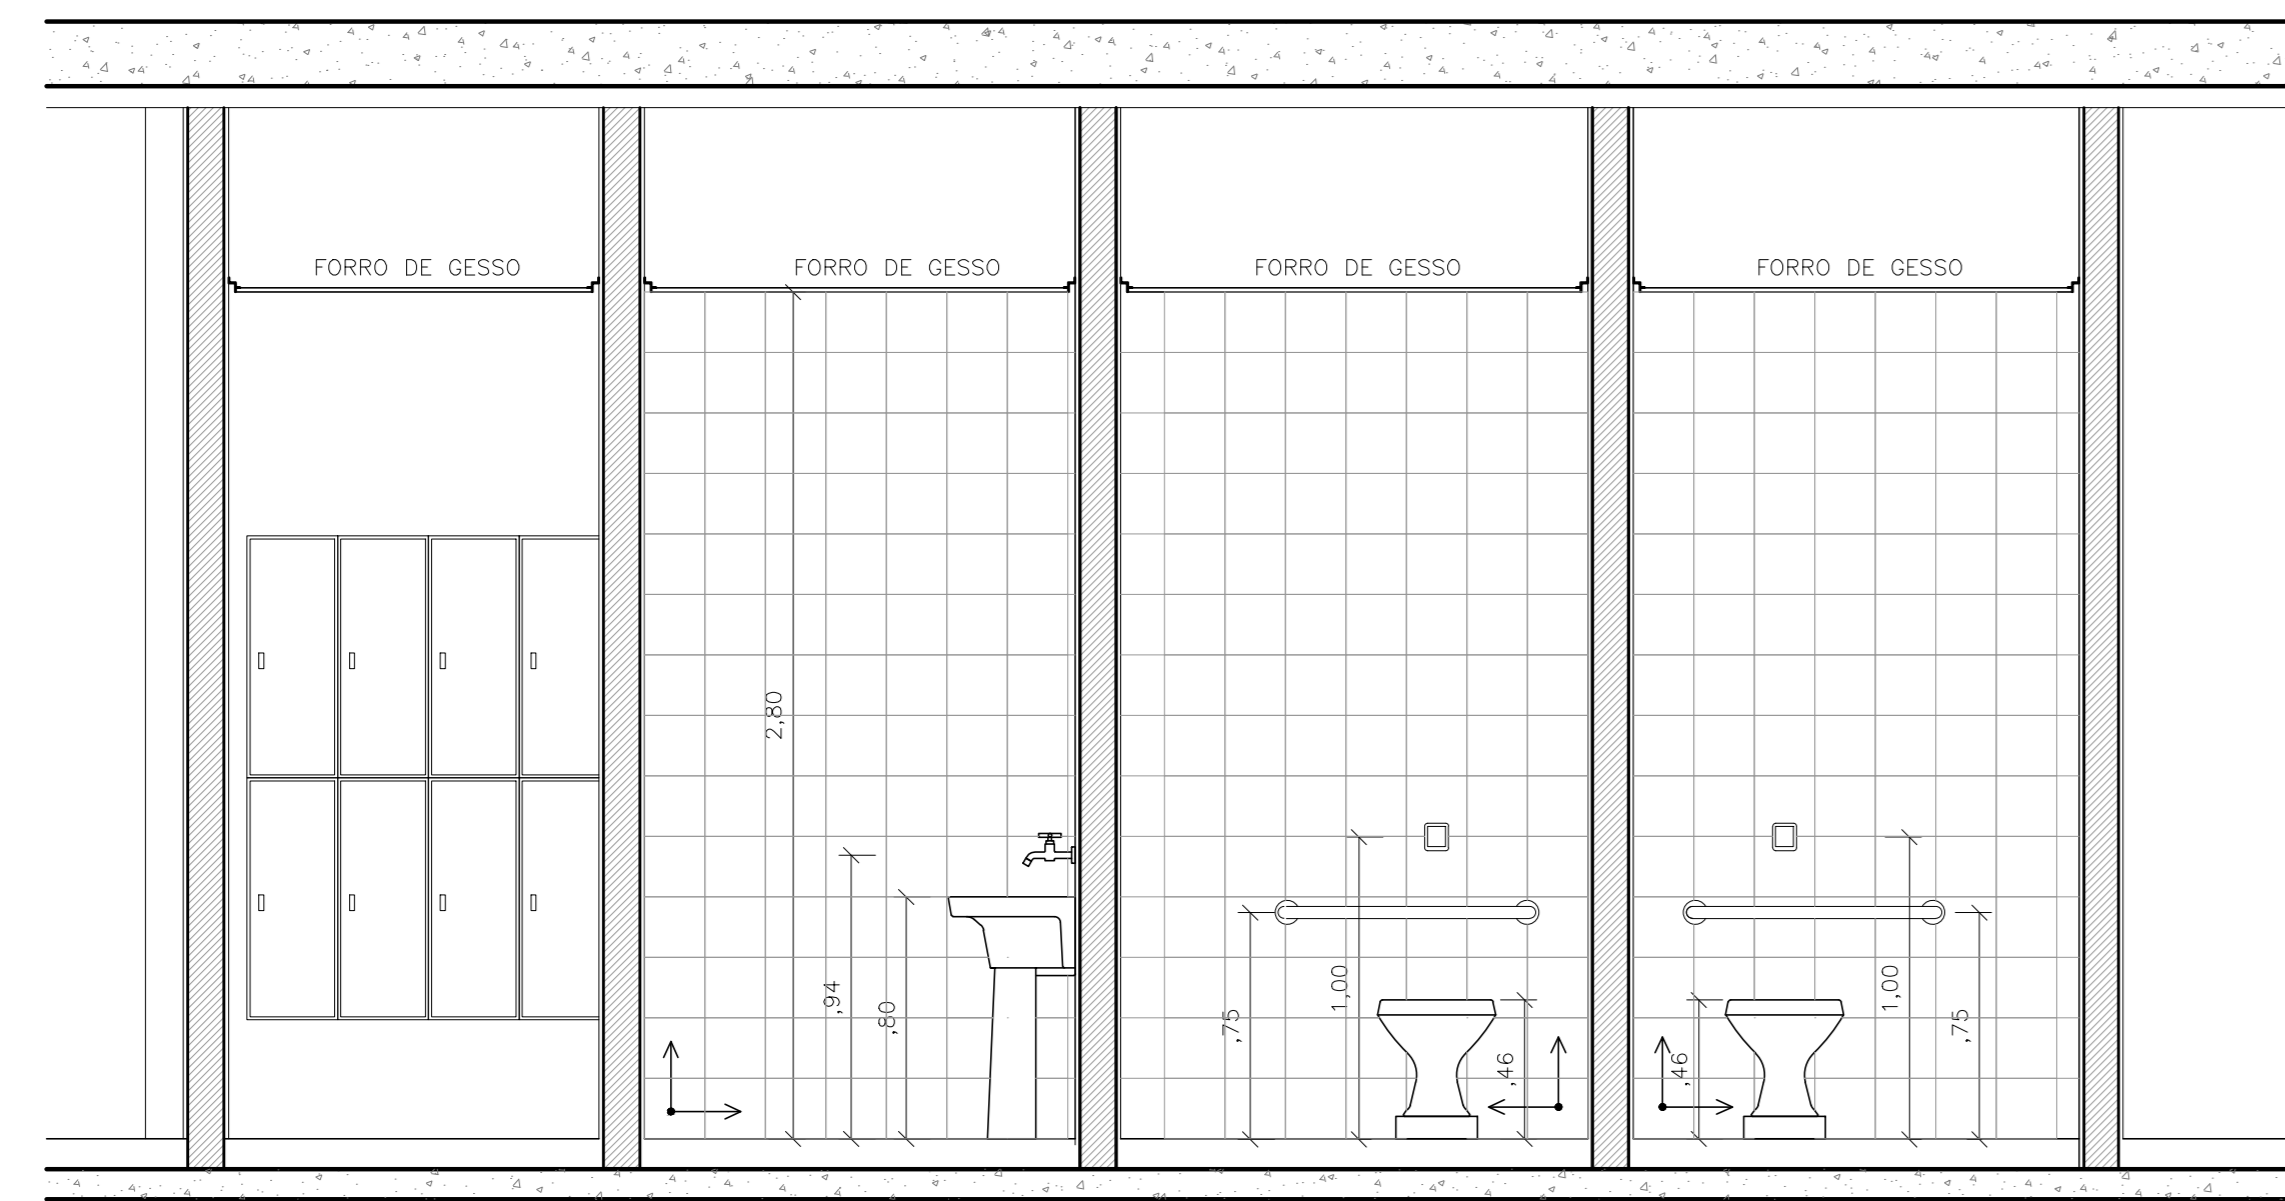 FORRO DE GESSO
FORRO DE GESSO
FORRO DE GESSO
FORRO DE GESSO
2,80
,94
,80
,75
1,00
,46
,46
1,00
,75